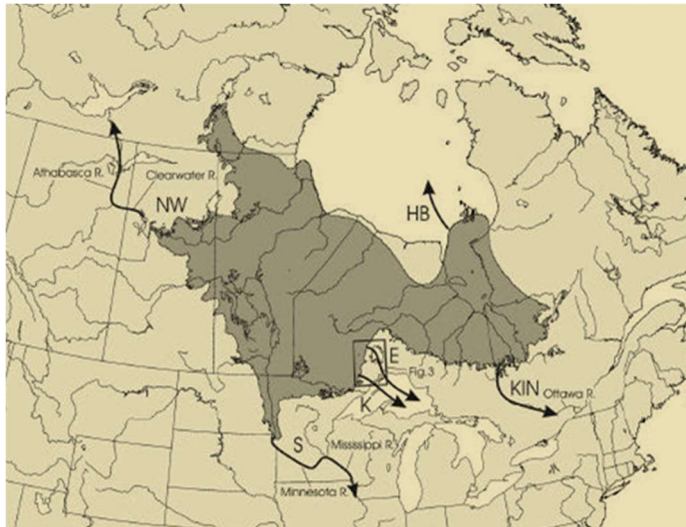 Athabasca R.
Clearwater R.
NW
HB
E
Fig.3
K
KIN
Ottawa R.
S
Mississippi R.
Minnesota R.